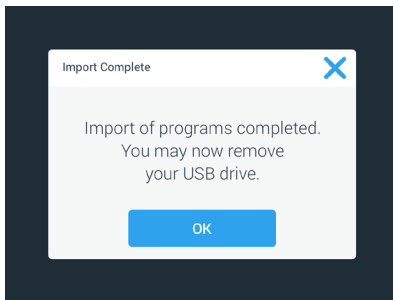 Import Complete
Import of programs completed.
You may now remove
your USB drive.
OK